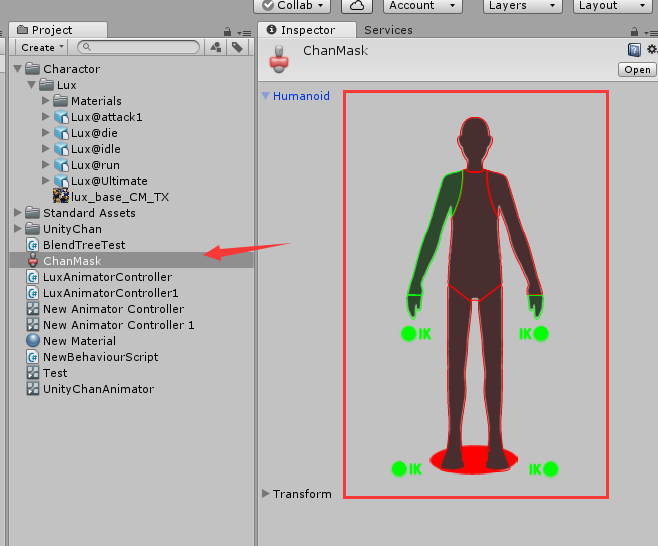 Collab Account Layers Layout
Project
Create
Charactor
Lux
Materials
Lux@attack1
Lux@die
Lux@idle
Lux@run
Lux@Ultimate
lux_base_CM_TX
Standard Assets
UnityChan
BlendTreeTest
ChanMask
LuxAnimatorController
LuxAnimatorController1
New Animator Controller
New Animator Controller 1
New Material
NewBehaviourScript
Test
UnityChanAnimator
Inspector Services
ChanMask
Open
Humanoid
IK IK
IK IK
Transform